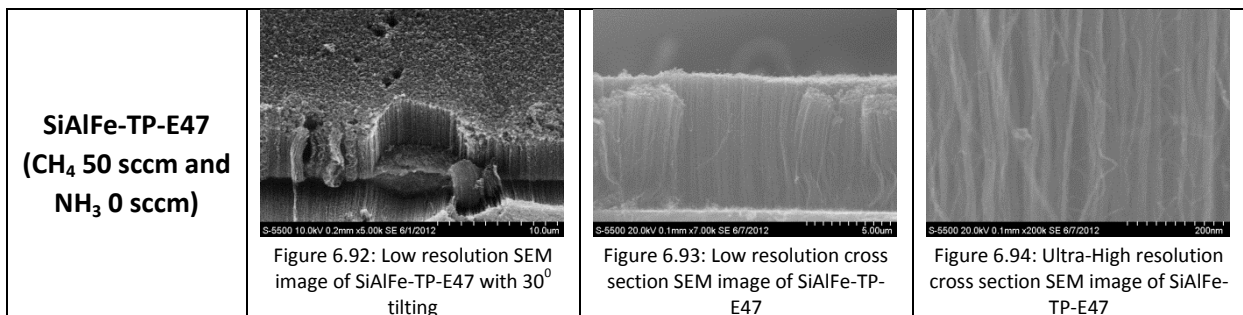 SiAlFe-TP-E47
(CH₄ 50 sccm and
NH₃ 0 sccm)
S-5500 10.0kV 0.2mm x5.00k SE 6/1/2012
10.0um
Figure 6.92: Low resolution SEM
image of SiAlFe-TP-E47 with 30⁰
tilting
S-5500 20.0kV 0.1mm x7.00k SE 6/7/2012
5.00um
Figure 6.93: Low resolution cross
section SEM image of SiAlFe-TP-
E47
S-5500 20.0kV 0.1mm x200k SE 6/7/2012
200nm
Figure 6.94: Ultra-High resolution
cross section SEM image of SiAlFe-
TP-E47